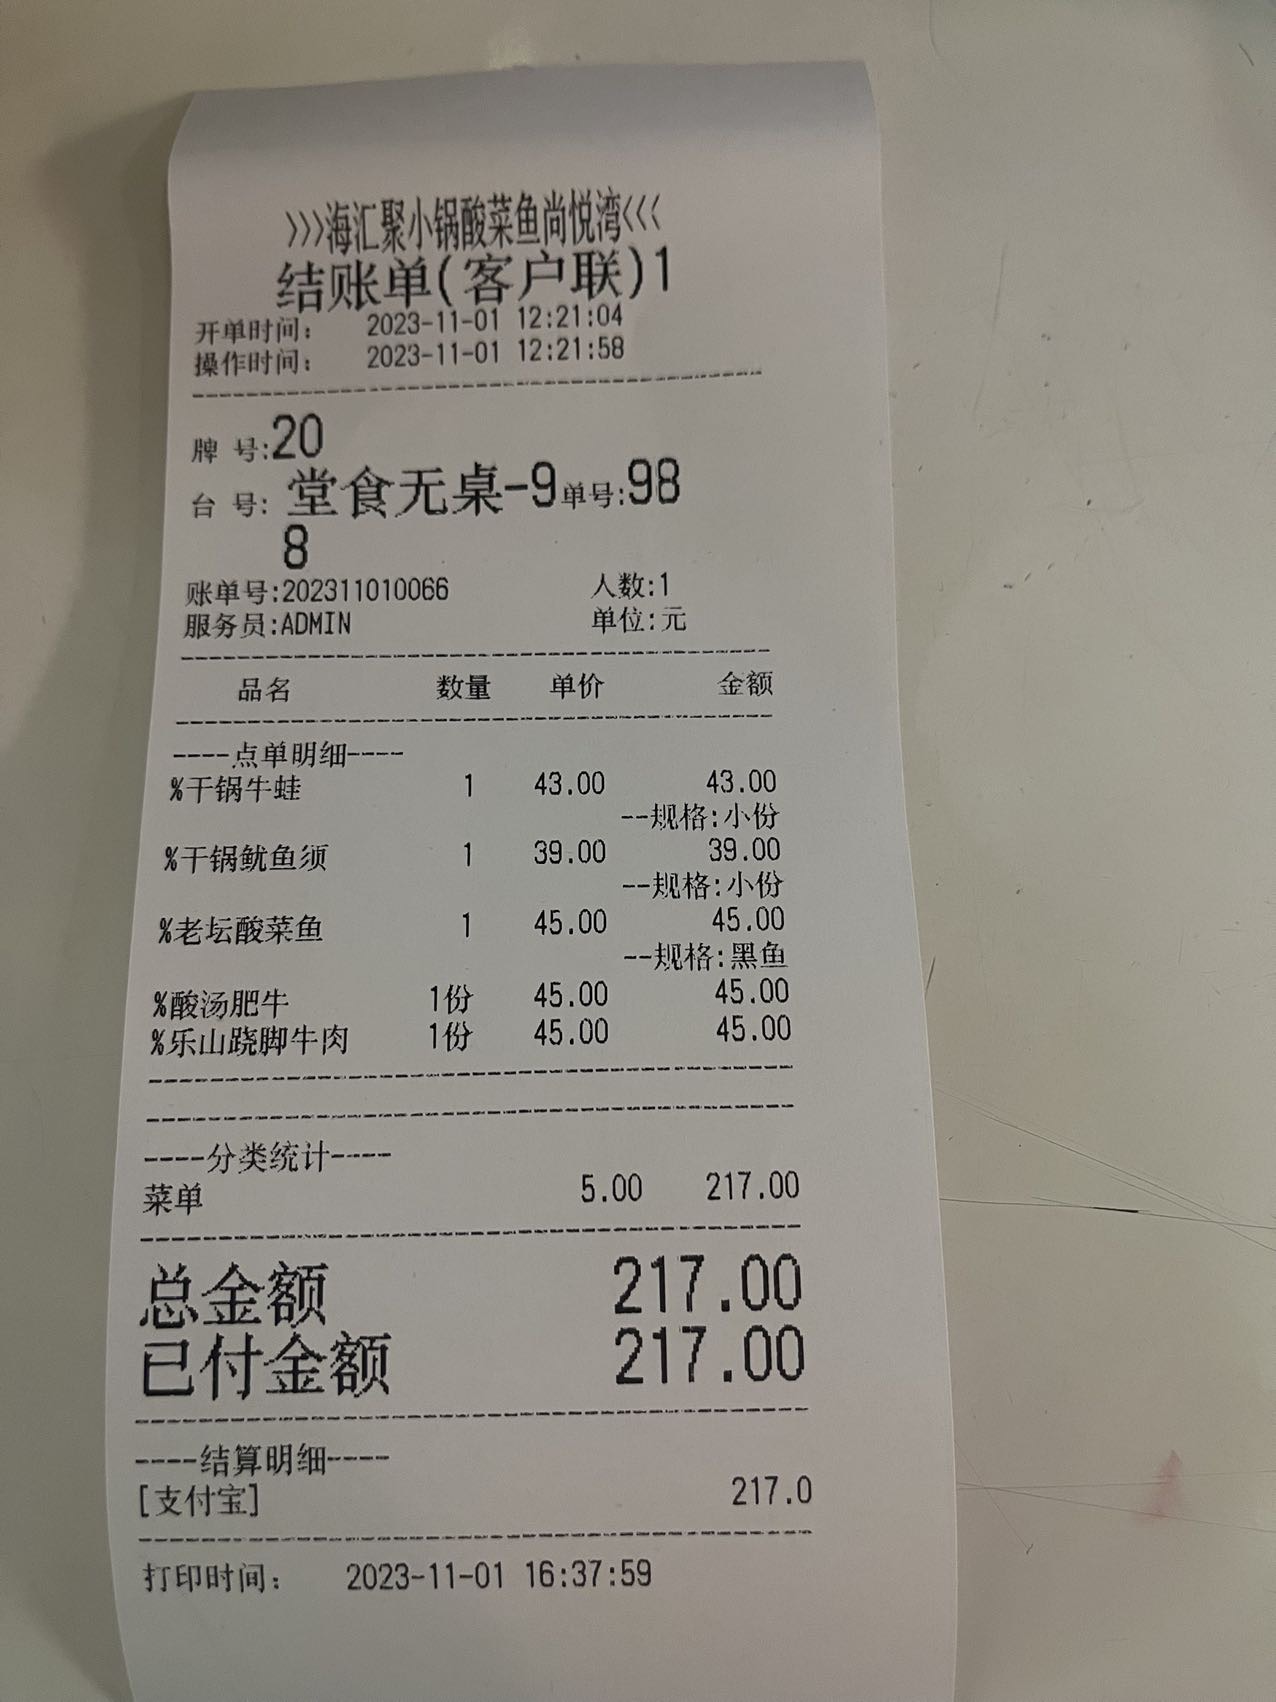 >>>海汇聚小锅酸菜鱼尚悦湾<<<
结账单(客户联)1
开单时间: 2023-11-01 12:21:04
操作时间: 2023-11-01 12:21:58
牌 号:20
台 号: 堂食无桌-9单号:98
8
账单号:202311010066 人数:1
服务员:ADMIN 单位:元
品名 数量 单价 金额
----点单明细----
%干锅牛蛙 1 43.00 43.00
--规格:小份
%干锅鱿鱼须 1 39.00 39.00
--规格:小份
%老坛酸菜鱼 1 45.00 45.00
--规格:黑鱼
%酸汤肥牛 1份 45.00 45.00
%乐山跷脚牛肉 1份 45.00 45.00
----分类统计----
菜单 5.00 217.00
总金额 217.00
已付金额 217.00
----结算明细----
[支付宝] 217.0
打印时间: 2023-11-01 16:37:59